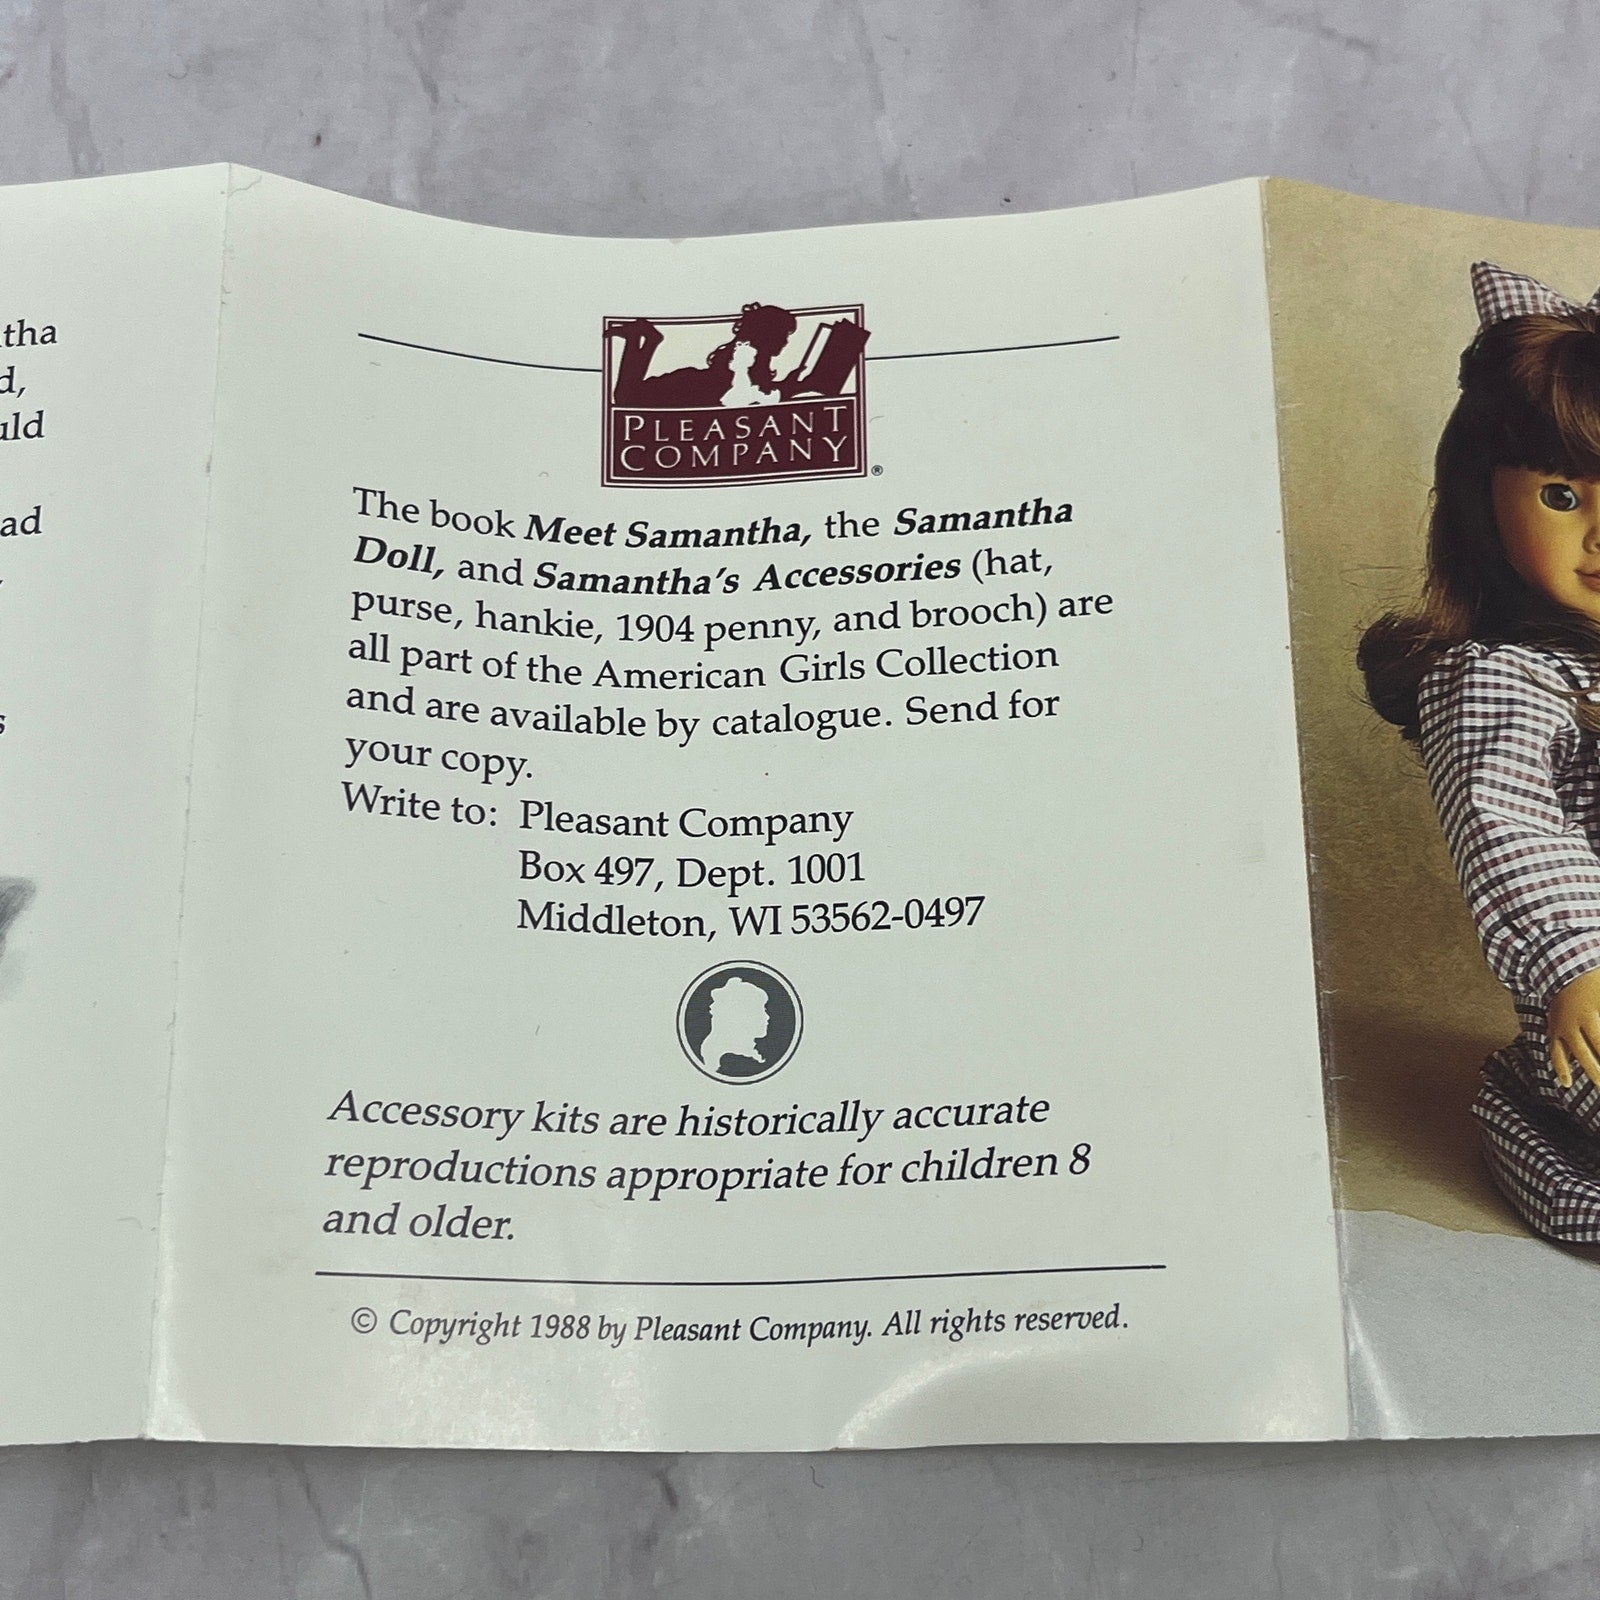 tha
d,
uld
ad
s
PLEASANT
COMPANY
®
The book Meet Samantha, the Samantha
Doll, and Samantha's Accessories (hat,
purse, hankie, 1904 penny, and brooch) are
all part of the American Girls Collection
and are available by catalogue. Send for
your copy.
Write to: Pleasant Company
Box 497, Dept. 1001
Middleton, WI 53562-0497
Accessory kits are historically accurate
reproductions appropriate for children 8
and older.
© Copyright 1988 by Pleasant Company. All rights reserved.